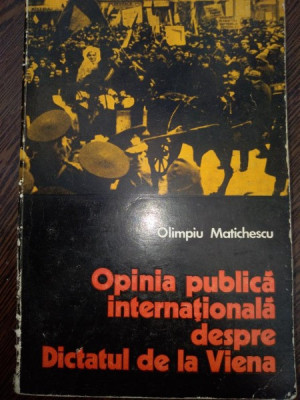 Olimpiu Matichescu
Opinia publică
internațională
despre
Dictatul de la Viena